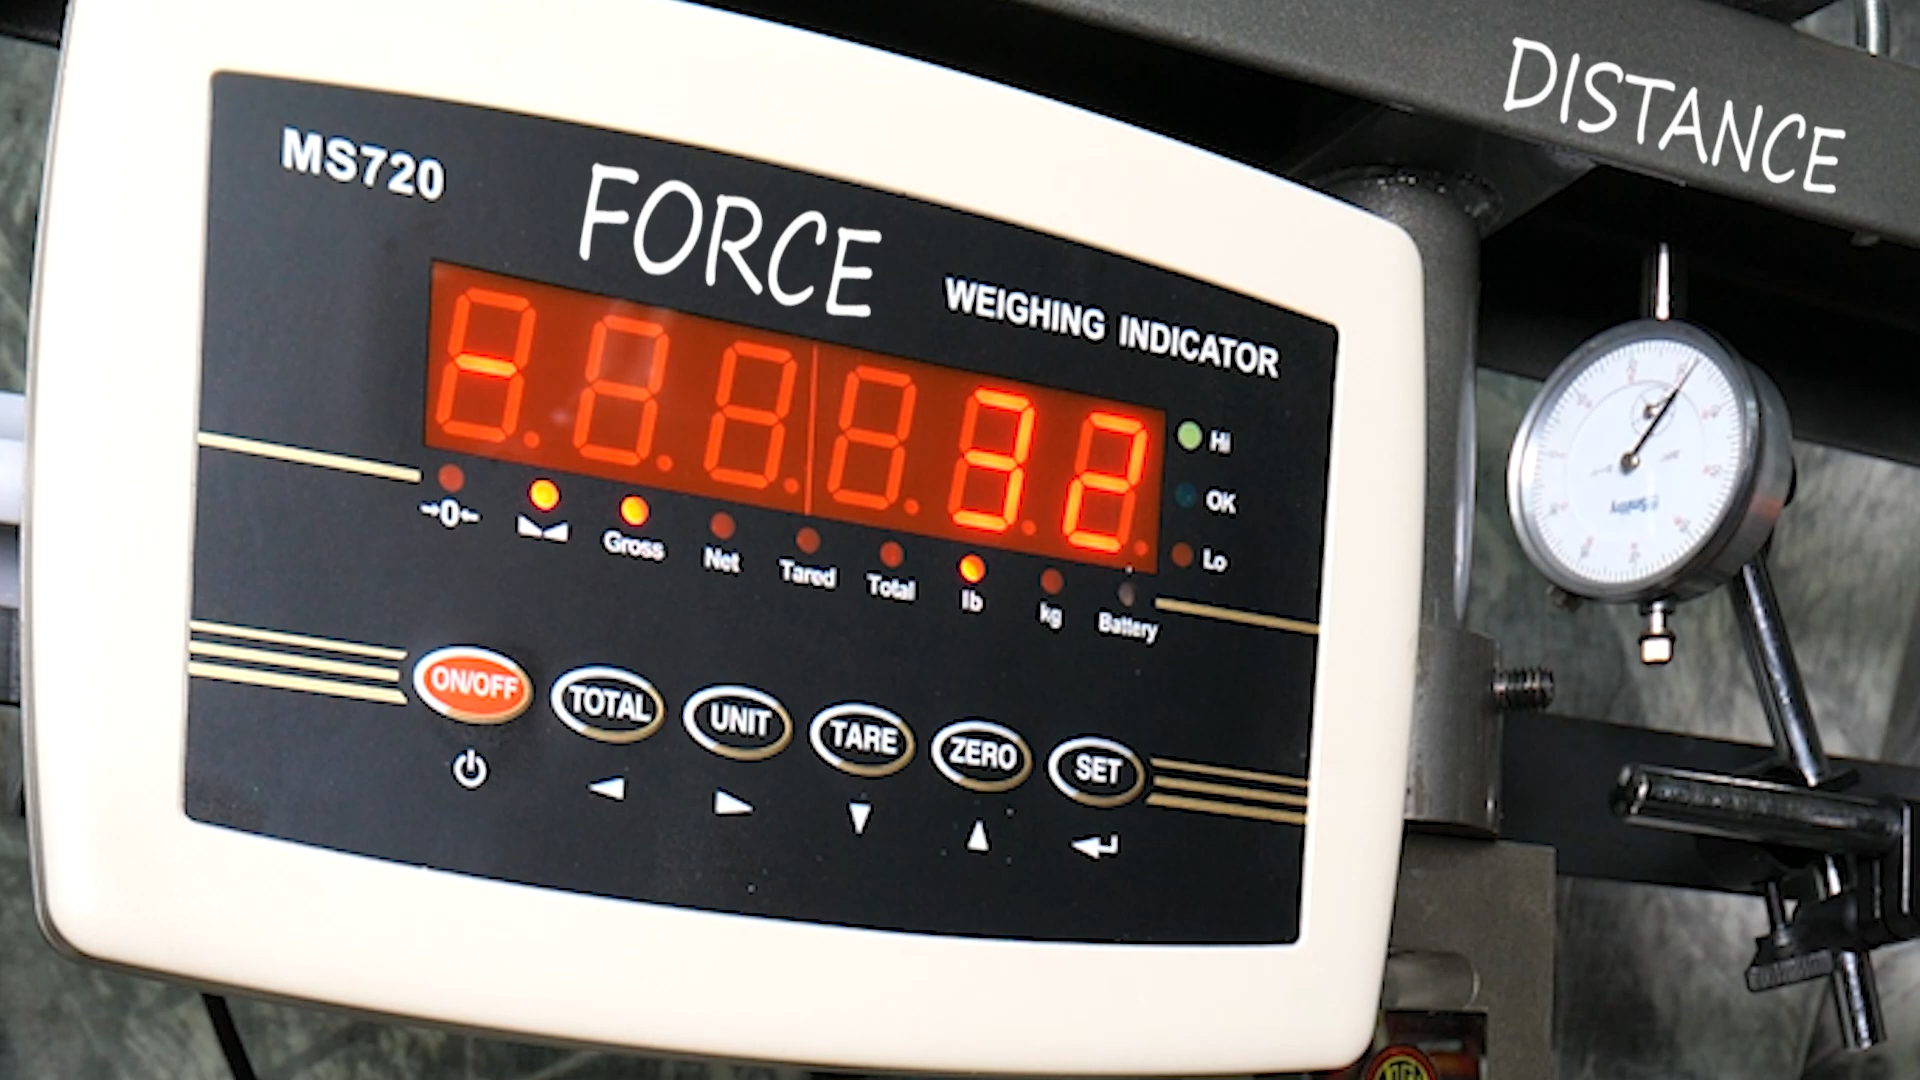 DISTANCE
MS720
FORCE
WEIGHING INDICATOR
- 32
Hi
OK
Lo
→0←
Gross
Net
Tared
Total
lb
kg
Battery
ON/OFF
TOTAL
UNIT
TARE
ZERO
SET